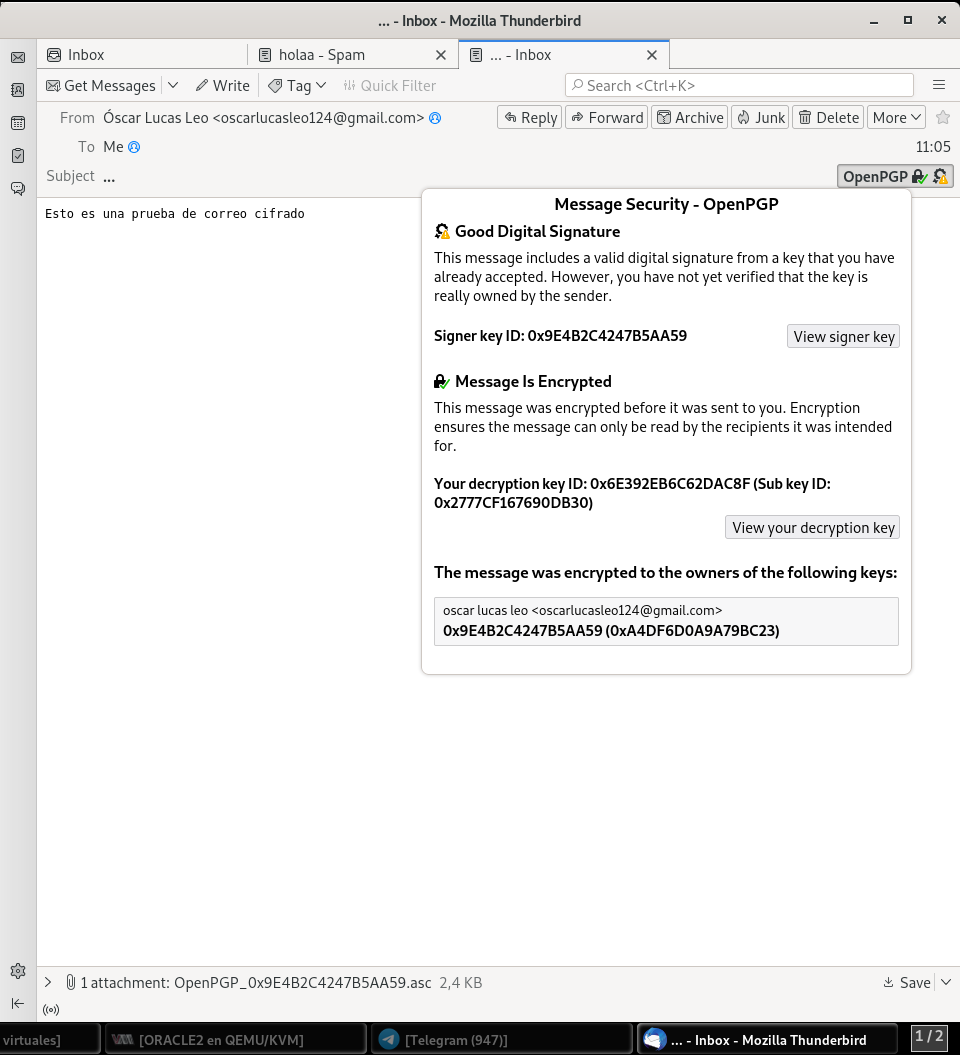 ... - Inbox - Mozilla Thunderbird
Inbox
holaa - Spam
... - Inbox
Get Messages
Write
Tag
Quick Filter
Search <Ctrl+K>
From Óscar Lucas Leo <oscarlucasleo124@gmail.com>
Reply
Forward
Archive
Junk
Delete
More
To Me
11:05
Subject ...
OpenPGP
Esto es una prueba de correo cifrado
Message Security - OpenPGP
Good Digital Signature
This message includes a valid digital signature from a key that you have
already accepted. However, you have not yet verified that the key is
really owned by the sender.
Signer key ID: 0x9E4B2C4247B5AA59
View signer key
Message Is Encrypted
This message was encrypted before it was sent to you. Encryption
ensures the message can only be read by the recipients it was intended
for.
Your decryption key ID: 0x6E392EB6C62DAC8F (Sub key ID:
0x2777CF167690DB30)
View your decryption key
The message was encrypted to the owners of the following keys:
oscar lucas leo <oscarlucasleo124@gmail.com>
0x9E4B2C4247B5AA59 (0xA4DF6D0A9A79BC23)
1 attachment: OpenPGP_0x9E4B2C4247B5AA59.asc 2,4 KB
Save
virtuales]
[ORACLE2 en QEMU/KVM]
[Telegram (947)]
... - Inbox - Mozilla Thunderbird
1 / 2